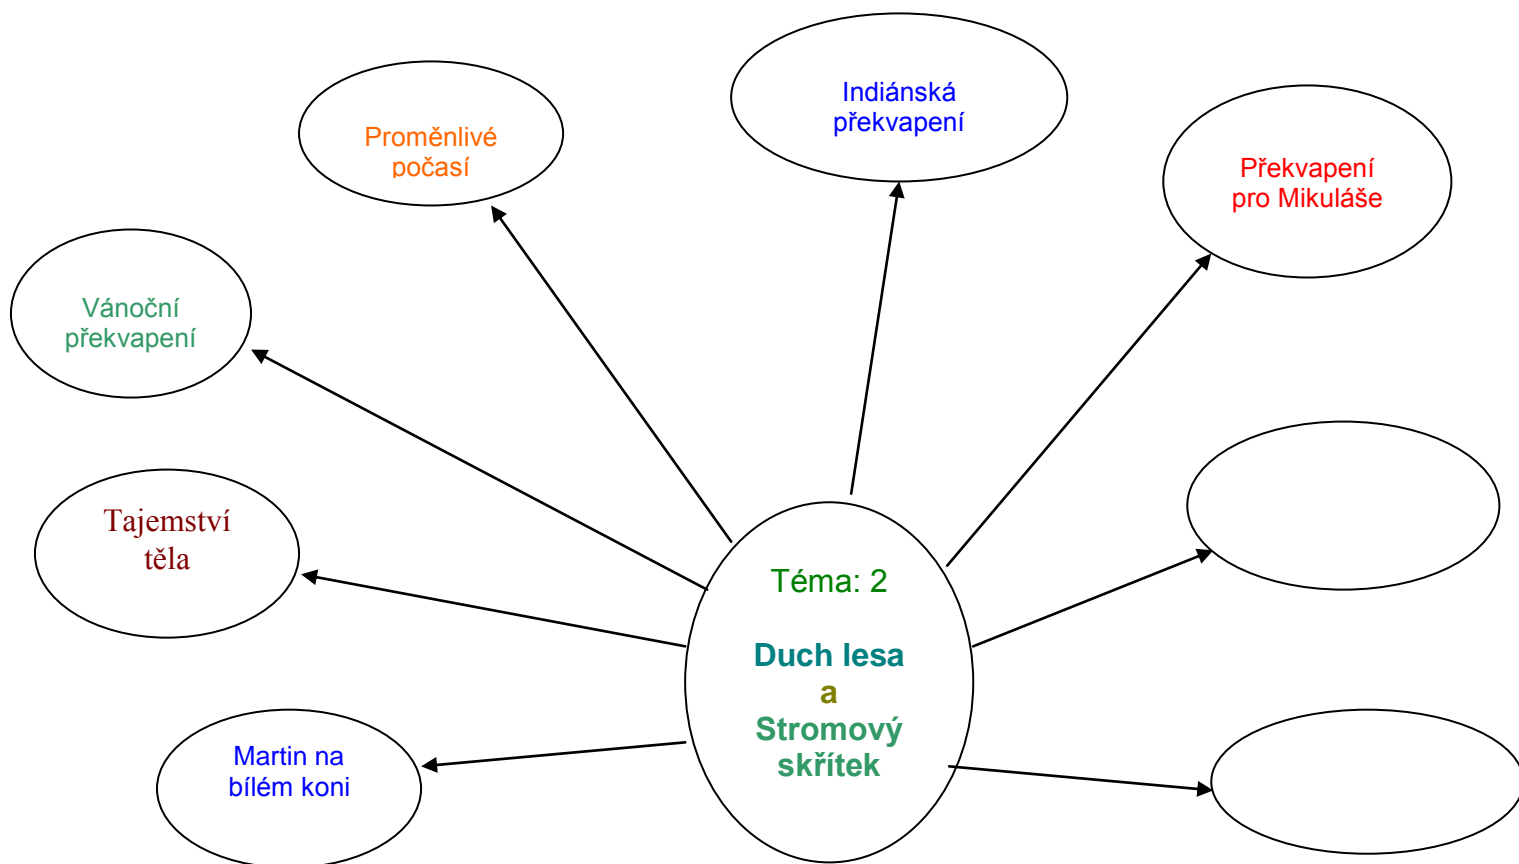 Indiánská
překvapení
Proměnlivé
počasí
Překvapení
pro Mikuláše
Vánoční
překvapení
Tajemství
těla
Téma: 2
Duch lesa
a
Stromový
skřítek
Martin na
bílém koni